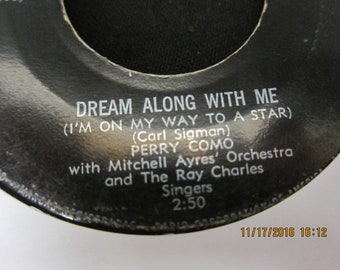 DREAM ALONG WITH ME
(I'M ON MY WAY TO A STAR)
(Carl Sigman)
PERRY COMO
with Mitchell Ayres' Orchestra
and The Ray Charles
Singers
2:50
11/17/2016 16:12